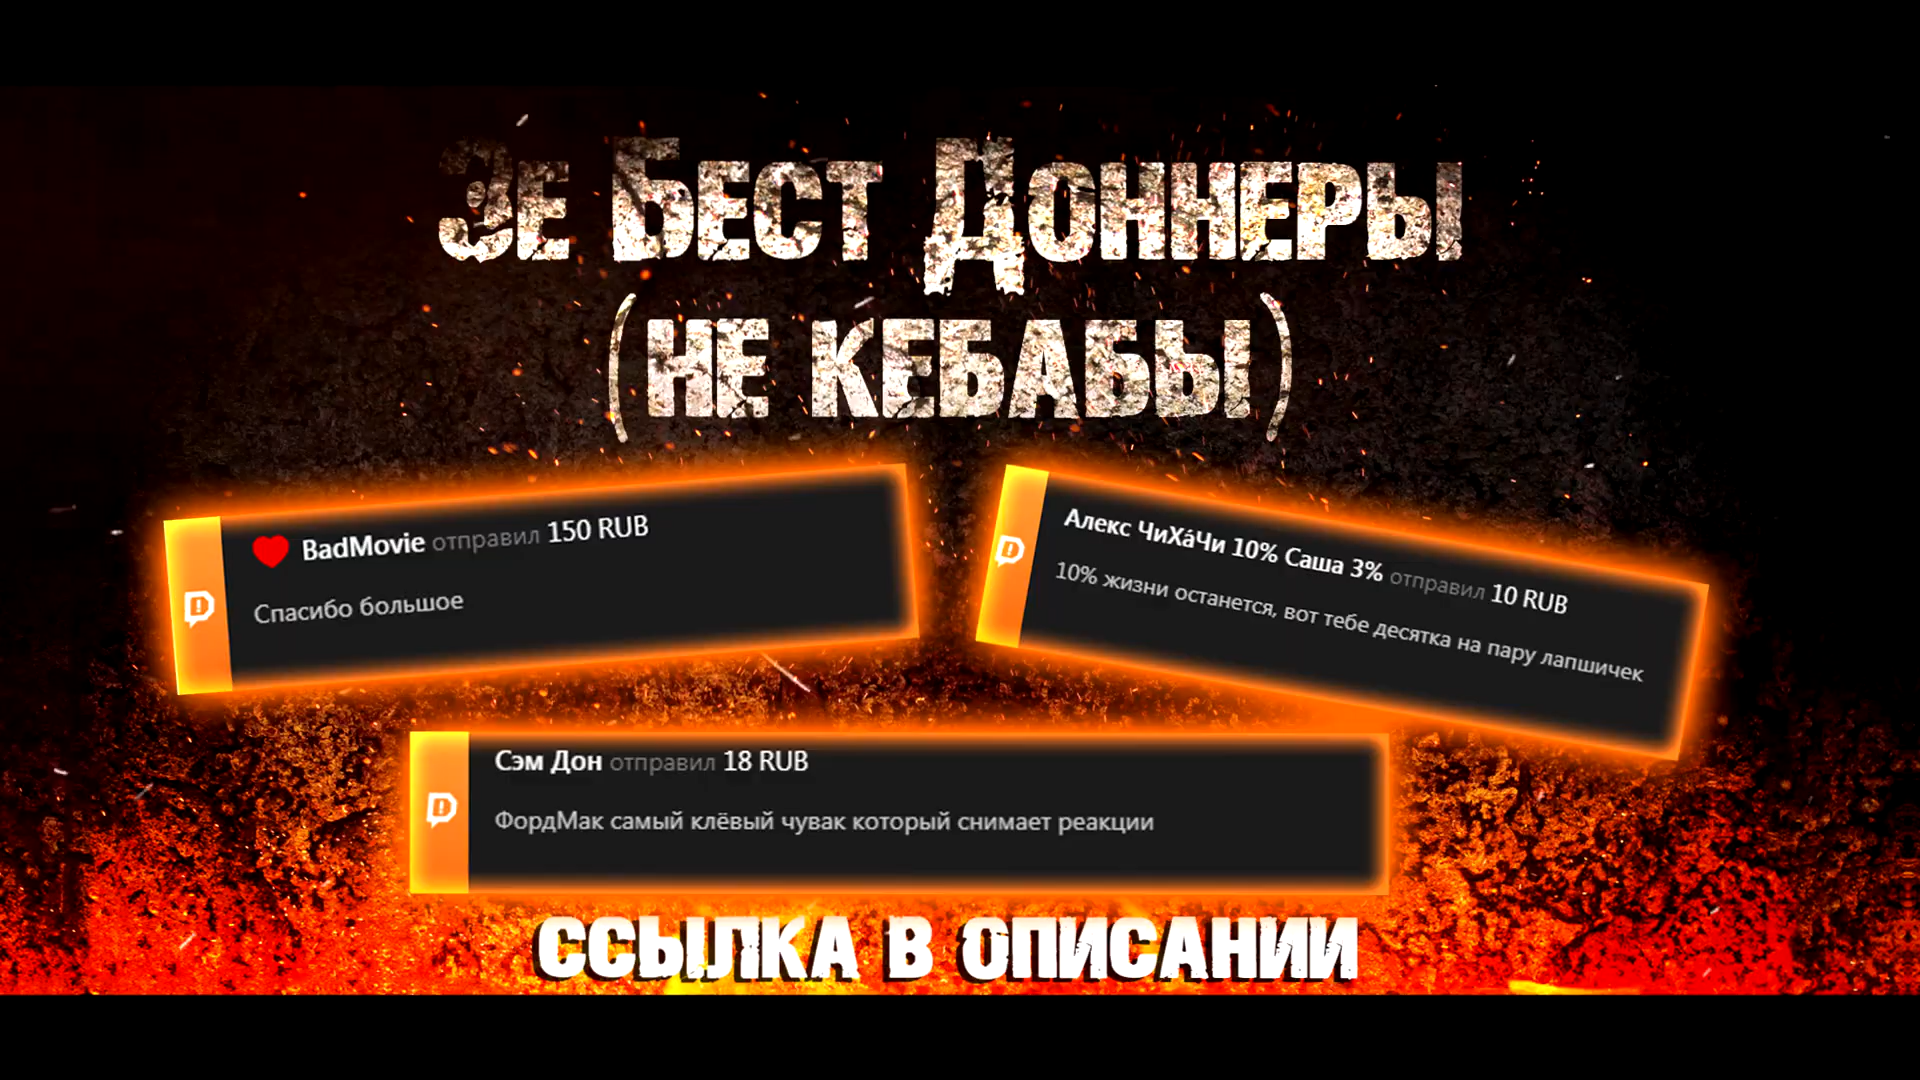 Зе Бест Доннеры
(не кебабы)
BadMovie отправил 150 RUB
Спасибо большое
Алекс ЧиХа́Чи 10% Саша 3% отправил 10 RUB
10% жизни останется, вот тебе десятка на пару лапшичек
Сэм Дон отправил 18 RUB
ФордМак самый клёвый чувак который снимает реакции
ссылка в описании